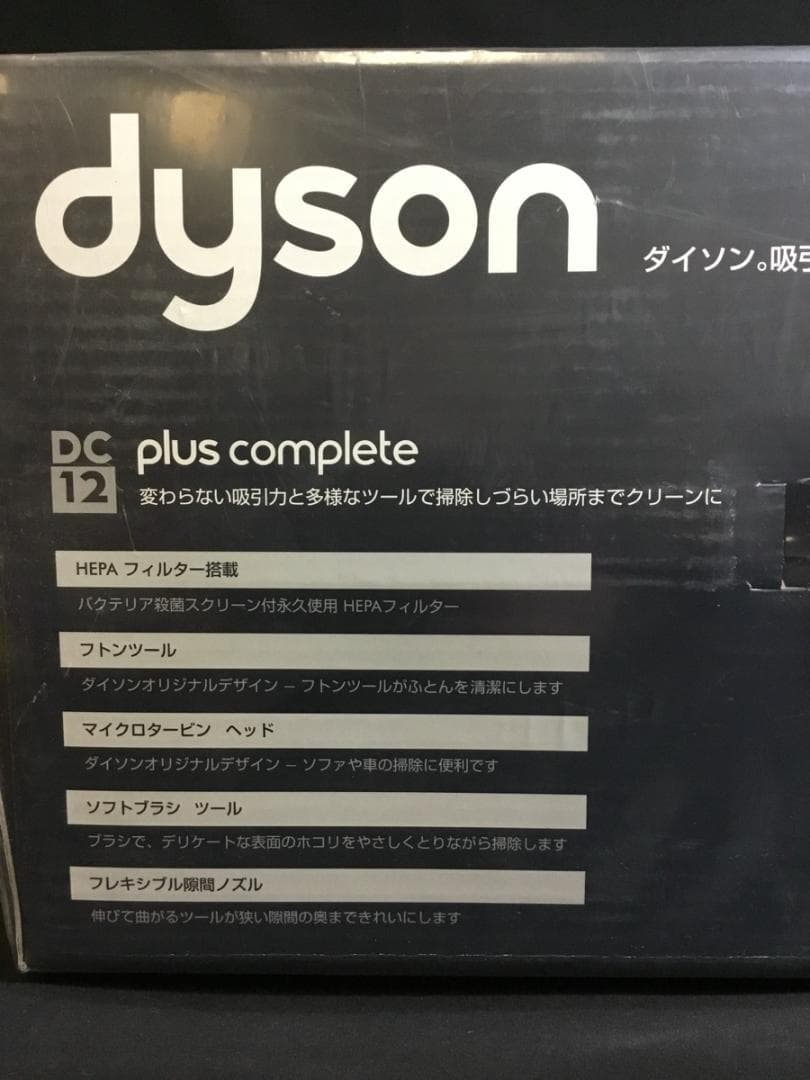 dyson
ダイソン。吸引
DC
12
plus complete
変わらない吸引力と多様なツールで掃除しづらい場所までクリーンに
HEPA フィルター搭載
バクテリア殺菌スクリーン付永久使用 HEPAフィルター
フトンツール
ダイソンオリジナルデザイン – フトンツールがふとんを清潔にします
マイクロタービン ヘッド
ダイソンオリジナルデザイン – ソファや車の掃除に便利です
ソフトブラシ ツール
ブラシで、デリケートな表面のホコリをやさしくとりながら掃除します
フレキシブル隙間ノズル
伸びて曲がるツールが狭い隙間の奥まできれいにします